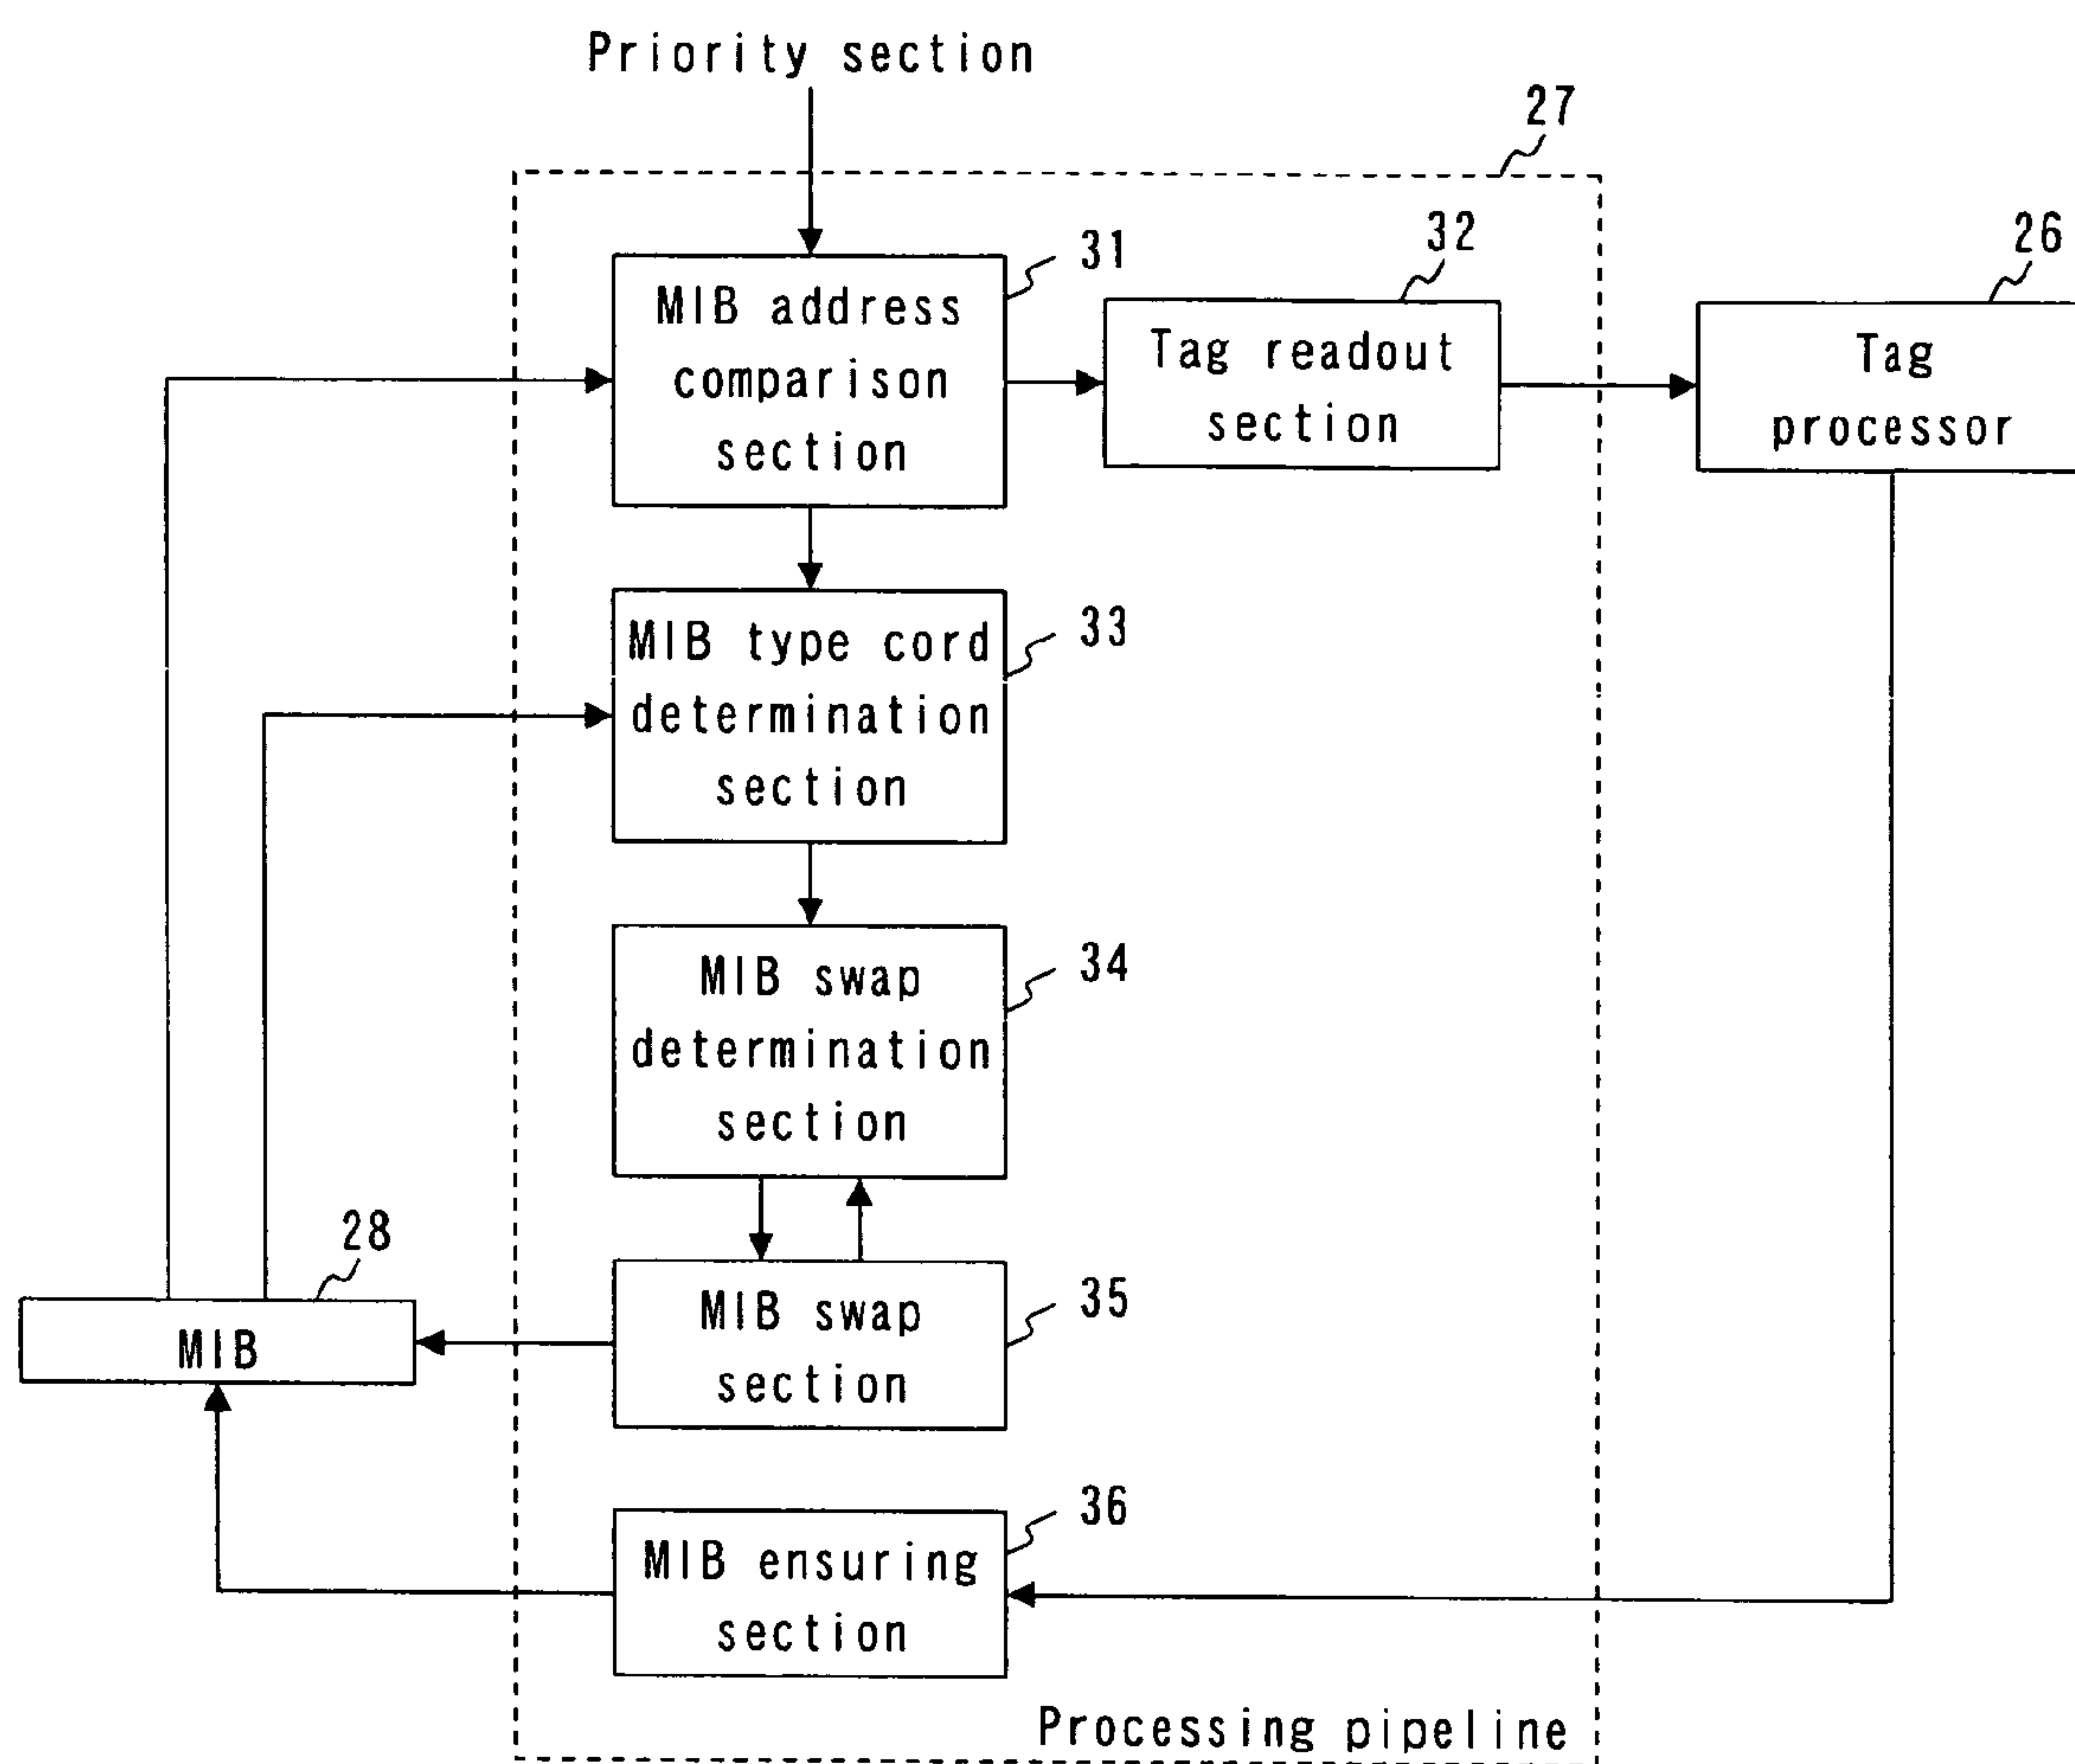 Priority section
27
31
MIB address
comparison
section
32
Tag readout
section
26
Tag
processor
33
MIB type cord
determination
section
34
MIB swap
determination
section
28
MIB
35
MIB swap
section
36
MIB ensuring
section
Processing pipeline